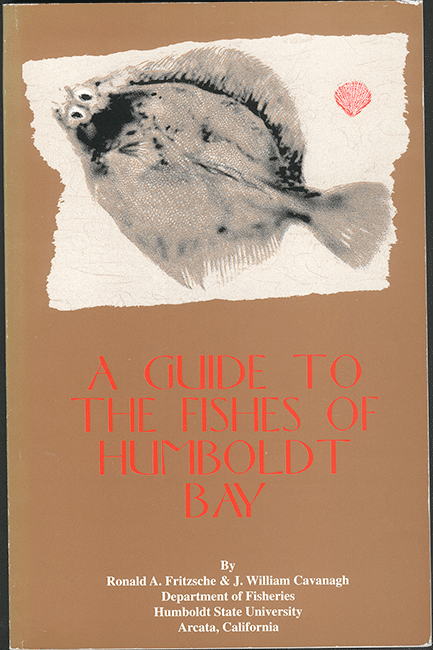 A GUIDE TO
THE FISHES OF
HUMBOLDT
BAY
By
Ronald A. Fritzsche & J. William Cavanagh
Department of Fisheries
Humboldt State University
Arcata, California